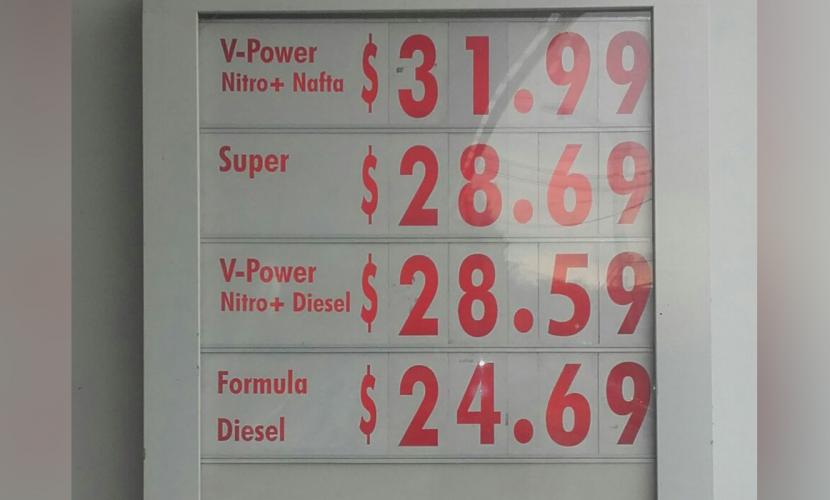 V-Power
Nitro+ Nafta $ 31.99
Super $ 28.69
V-Power
Nitro+ Diesel $ 28.59
Formula
Diesel $ 24.69